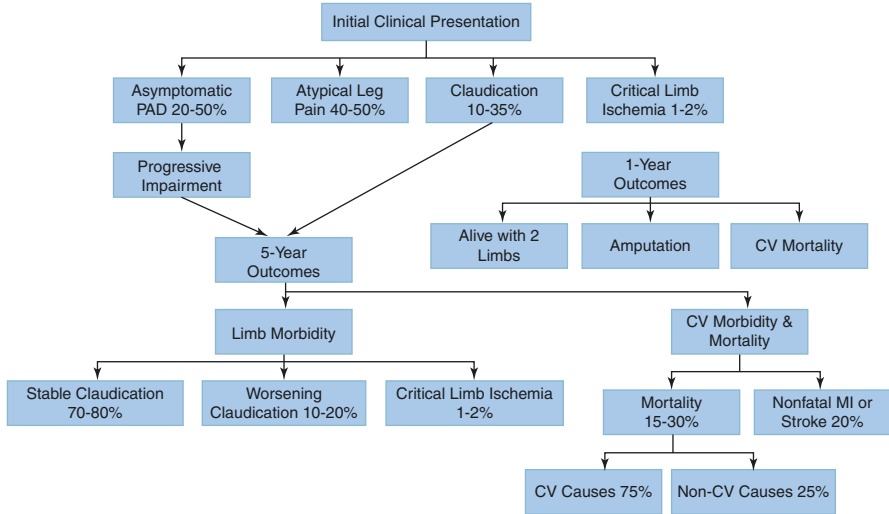 Initial Clinical Presentation
Asymptomatic
PAD 20-50%
Atypical Leg
Pain 40-50%
Claudication
10-35%
Critical Limb
Ischemia 1-2%
Progressive
Impairment
1-Year
Outcomes
Alive with 2
Limbs
Amputation
CV Mortality
5-Year
Outcomes
Limb Morbidity
CV Morbidity &
Mortality
Stable Claudication
70-80%
Worsening
Claudication 10-20%
Critical Limb Ischemia
1-2%
Mortality
15-30%
Nonfatal MI or
Stroke 20%
CV Causes 75%
Non-CV Causes 25%